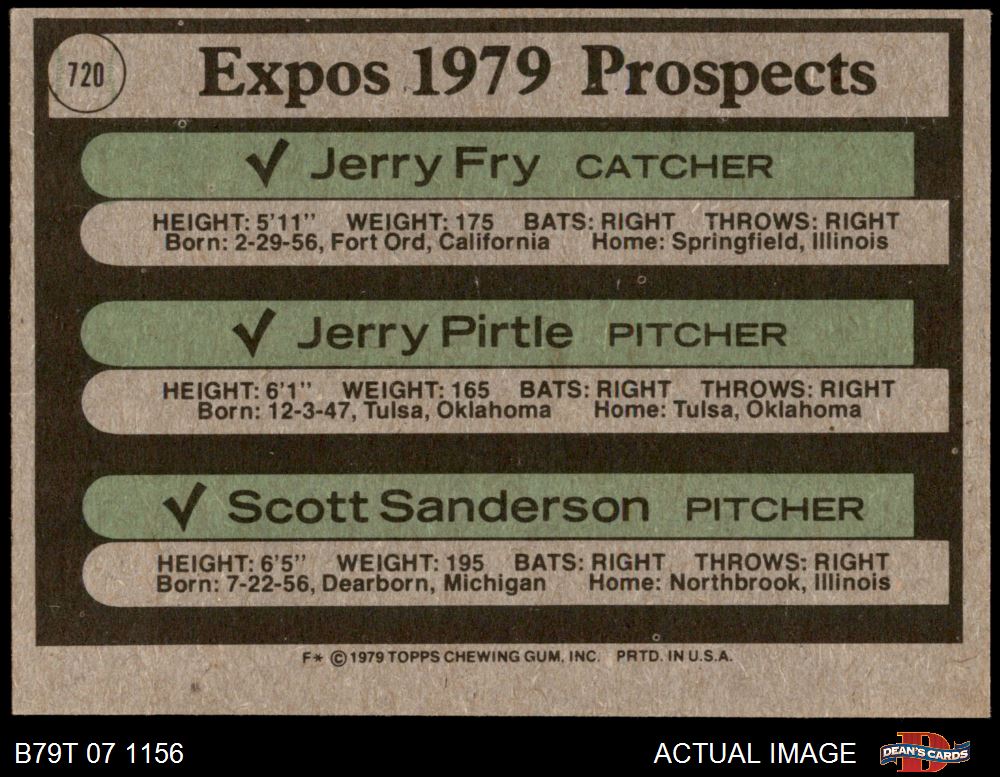 720 Expos 1979 Prospects
✓ Jerry Fry CATCHER
HEIGHT: 5'11" WEIGHT: 175 BATS: RIGHT THROWS: RIGHT
Born: 2-29-56, Fort Ord, California Home: Springfield, Illinois
✓ Jerry Pirtle PITCHER
HEIGHT: 6'1" WEIGHT: 165 BATS: RIGHT THROWS: RIGHT
Born: 12-3-47, Tulsa, Oklahoma Home: Tulsa, Oklahoma
✓ Scott Sanderson PITCHER
HEIGHT: 6'5" WEIGHT: 195 BATS: RIGHT THROWS: RIGHT
Born: 7-22-56, Dearborn, Michigan Home: Northbrook, Illinois
F* © 1979 TOPPS CHEWING GUM, INC. PRTD. IN U.S.A.
B79T 07 1156 ACTUAL IMAGE DEAN'S CARDS